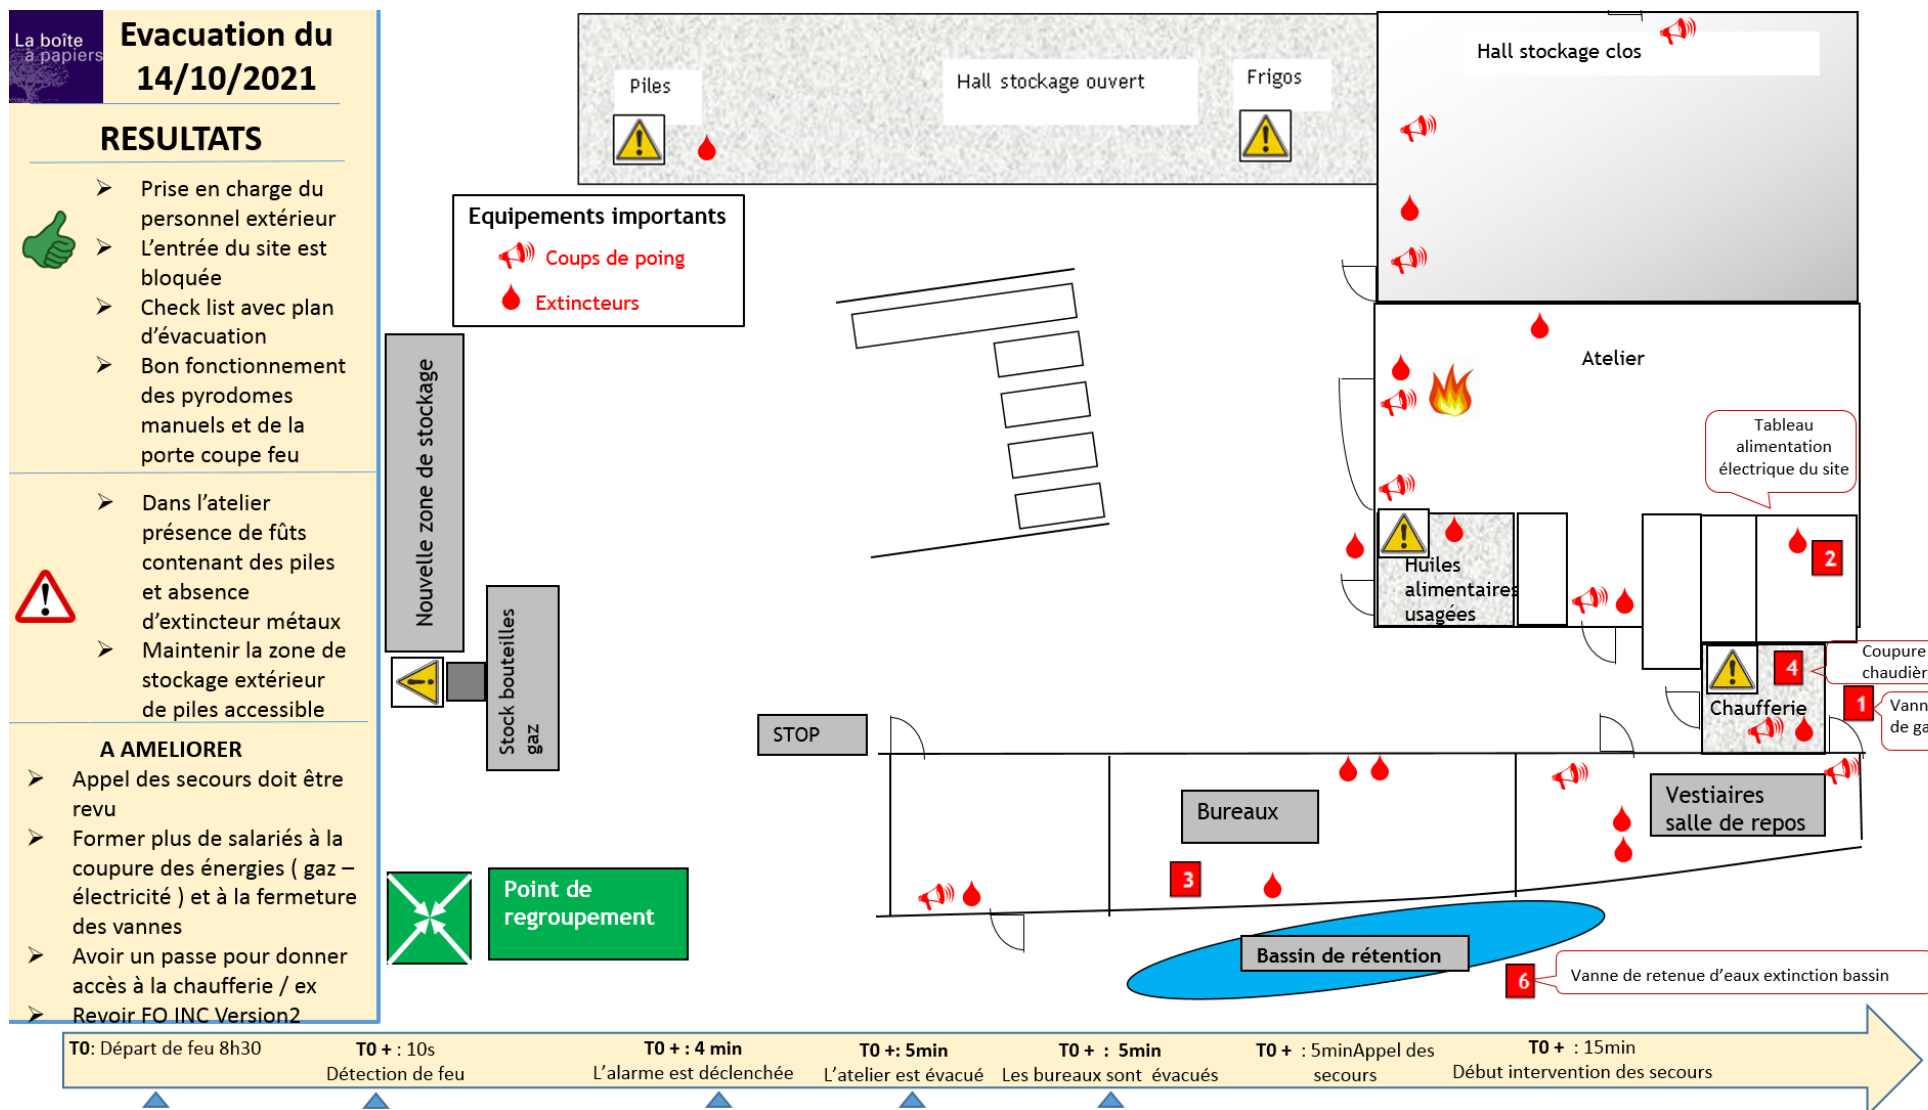 La boîte
à papiers
Evacuation du
14/10/2021
RESULTATS
➢ Prise en charge du
personnel extérieur
➢ L'entrée du site est
bloquée
➢ Check list avec plan
d'évacuation
➢ Bon fonctionnement
des pyrodomes
manuels et de la
porte coupe feu
➢ Dans l'atelier
présence de fûts
contenant des piles
et absence
d'extincteur métaux
➢ Maintenir la zone de
stockage extérieur
de piles accessible
A AMELIORER
➢ Appel des secours doit être
revu
➢ Former plus de salariés à la
coupure des énergies ( gaz –
électricité ) et à la fermeture
des vannes
➢ Avoir un passe pour donner
accès à la chaufferie / ex
➢ Revoir FO INC Version2
Piles
Hall stockage ouvert
Frigos
Hall stockage clos
Equipements importants
Coups de poing
Extincteurs
Nouvelle zone de stockage
Stock bouteilles
gaz
Atelier
Tableau
alimentation
électrique du site
2
Huiles
alimentaires
usagées
4
Coupure
chaudièr
1
Vann
de ga
Chaufferie
STOP
Bureaux
3
Vestiaires
salle de repos
Point de
regroupement
Bassin de rétention
6
Vanne de retenue d'eaux extinction bassin
T0: Départ de feu 8h30
T0 + : 10s
Détection de feu
T0 + : 4 min
L'alarme est déclenchée
T0 +: 5min
L'atelier est évacué
T0 + : 5min
Les bureaux sont évacués
T0 + : 5minAppel des
secours
T0 + : 15min
Début intervention des secours